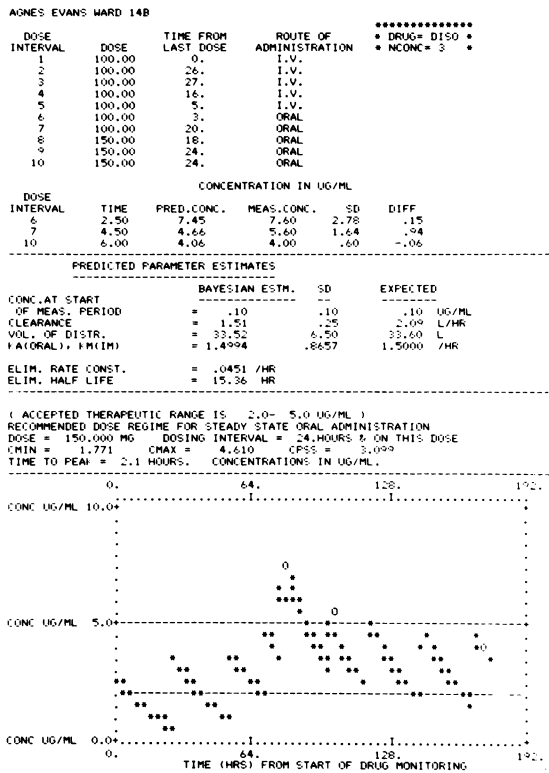 AGNES EVANS WARD 14B
**************
DOSE TIME FROM ROUTE OF * DRUG= DISO *
INTERVAL DOSE LAST DOSE ADMINISTRATION * NCONC= 3 *
1 100.00 0. I.V.
2 100.00 26. I.V.
3 100.00 27. I.V.
4 100.00 16. I.V.
5 100.00 5. I.V.
6 100.00 3. ORAL
7 100.00 20. ORAL
8 150.00 18. ORAL
9 150.00 24. ORAL
10 150.00 24. ORAL
CONCENTRATION IN UG/ML
DOSE
INTERVAL TIME PRED.CONC. MEAS.CONC. SD DIFF
6 2.50 7.45 7.60 2.78 .15
7 4.50 4.66 5.60 1.64 .94
10 6.00 4.06 4.00 .60 -.06
PREDICTED PARAMETER ESTIMATES
BAYESIAN ESTM. SD EXPECTED
CONC.AT START
OF MEAS. PERIOD = .10 .10 .10 UG/ML
CLEARANCE = 1.51 .25 2.09 L/HR
VOL. OF DISTR. = 33.52 6.50 33.60 L
KA(ORAL), KM(IM) = 1.4994 .8657 1.5000 /HR
ELIM. RATE CONST. = .0451 /HR
ELIM. HALF LIFE = 15.36 HR
( ACCEPTED THERAPEUTIC RANGE IS 2.0- 5.0 UG/ML )
RECOMMENDED DOSE REGIME FOR STEADY STATE ORAL ADMINISTRATION
DOSE = 150.000 MG DOSING INTERVAL = 24.HOURS & ON THIS DOSE
CMIN = 1.771 CMAX = 4.610 CPSS = 3.099
TIME TO PEAK = 2.1 HOURS. CONCENTRATIONS IN UG/ML.
0. 64. 128. 192.
CONC UG/ML 10.0+
CONC UG/ML 5.0+
CONC UG/ML 0.0+
0. 64. 128. 192.
TIME (HRS) FROM START OF DRUG MONITORING